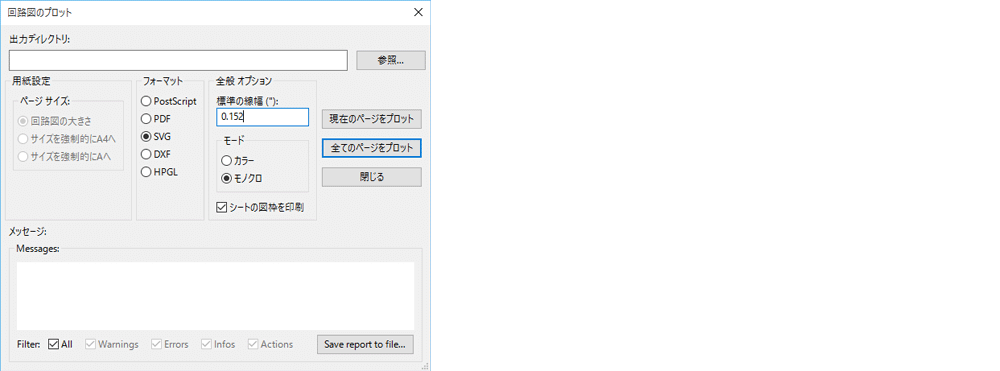 回路図のプロット
出力ディレクトリ:
参照...
用紙設定
ページ サイズ:
回路図の大きさ
サイズを強制的にA4へ
サイズを強制的にAへ
フォーマット
PostScript
PDF
SVG
DXF
HPGL
全般 オプション
標準の線幅 ("):
0.152
モード
カラー
モノクロ
シートの図枠を印刷
現在のページをプロット
全てのページをプロット
閉じる
メッセージ:
Messages:
Filter: All Warnings Errors Infos Actions Save report to file...